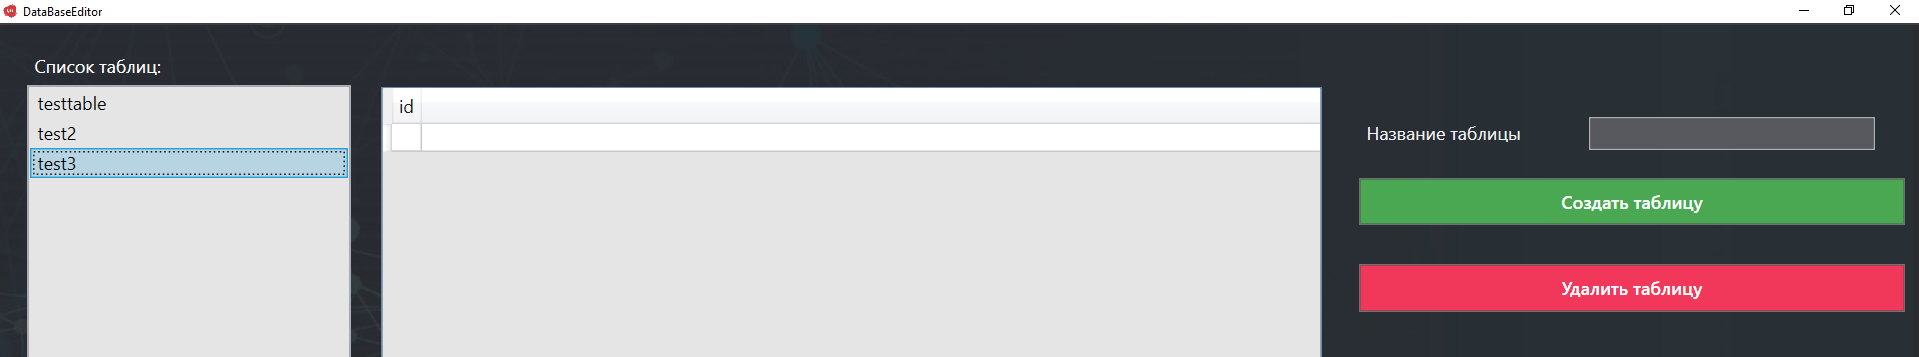 DataBaseEditor
Список таблиц:
testtable
test2
test3
id
Название таблицы
Создать таблицу
Удалить таблицу